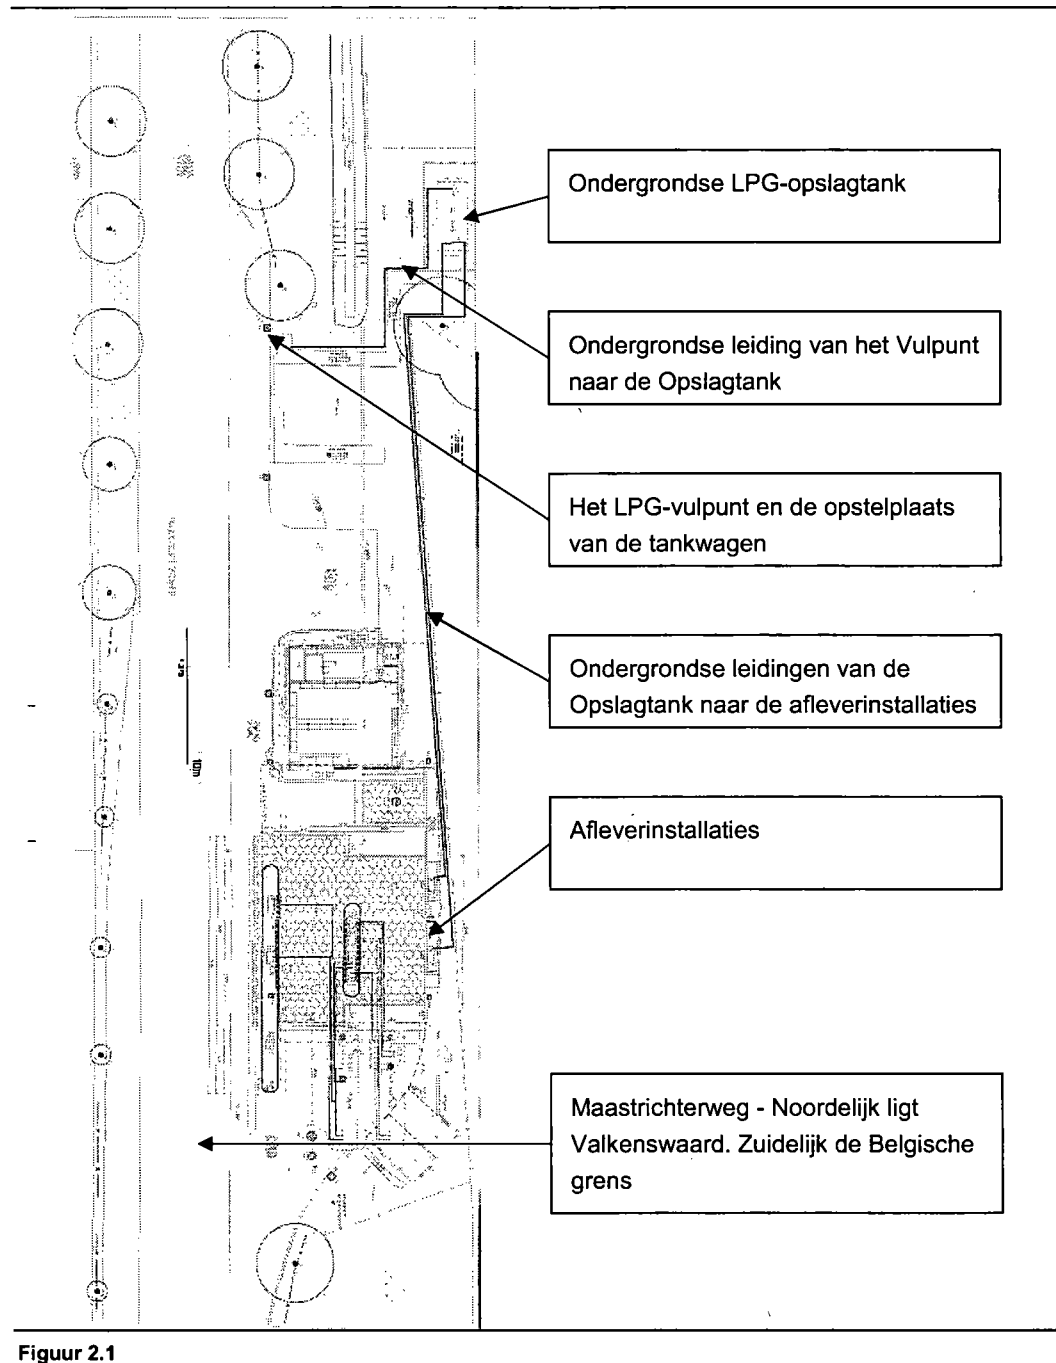 Ondergrondse LPG-opslagtank
Ondergrondse leiding van het Vulpunt
naar de Opslagtank
Het LPG-vulpunt en de opstelplaats
van de tankwagen
Ondergrondse leidingen van de
Opslagtank naar de afleverinstallaties
Afleverinstallaties
Maastrichterweg - Noordelijk ligt
Valkenswaard. Zuidelijk de Belgische
grens
10m
Figuur 2.1